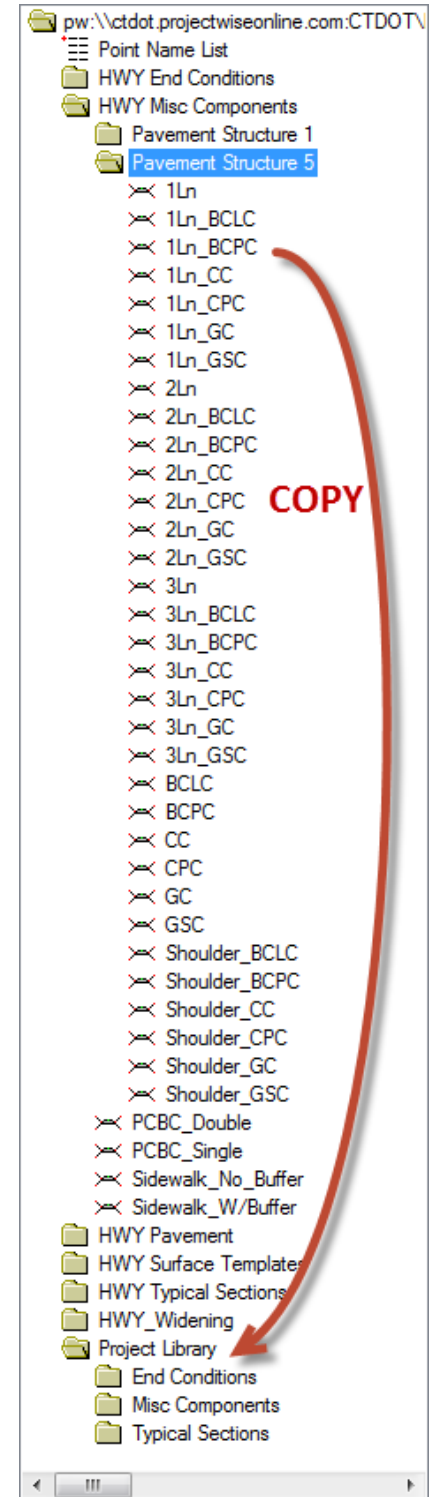 pw:\\ctdot.projectwiseonline.com:CTDOT\
Point Name List
HWY End Conditions
HWY Misc Components
Pavement Structure 1
Pavement Structure 5
1Ln
1Ln_BCLC
1Ln_BCPC
1Ln_CC
1Ln_CPC
1Ln_GC
1Ln_GSC
2Ln
2Ln_BCLC
2Ln_BCPC
2Ln_CC
2Ln_CPC COPY
2Ln_GC
2Ln_GSC
3Ln
3Ln_BCLC
3Ln_BCPC
3Ln_CC
3Ln_CPC
3Ln_GC
3Ln_GSC
BCLC
BCPC
CC
CPC
GC
GSC
Shoulder_BCLC
Shoulder_BCPC
Shoulder_CC
Shoulder_CPC
Shoulder_GC
Shoulder_GSC
PCBC_Double
PCBC_Single
Sidewalk_No_Buffer
Sidewalk_W/Buffer
HWY Pavement
HWY Surface Templates
HWY Typical Sections
HWY_Widening
Project Library
End Conditions
Misc Components
Typical Sections